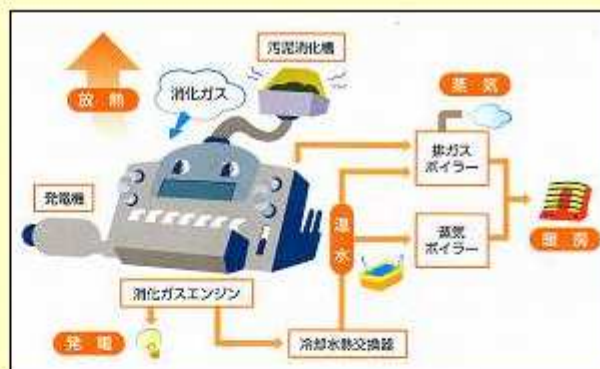 汚泥消化槽
放熱
消化ガス
蒸気
排ガス
ボイラー
発電機
温水
蒸気
ボイラー
暖房
消化ガスエンジン
発電
冷却水熱交換器